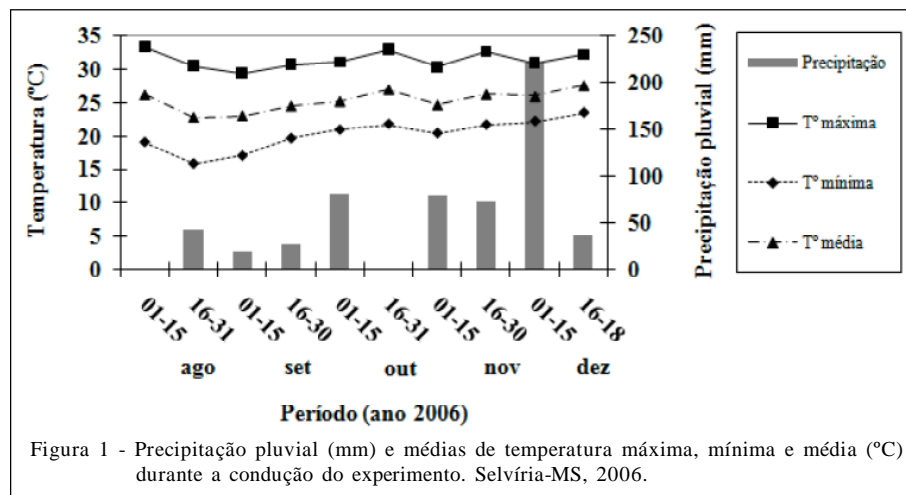 35
30
25
20
15
10
5
0
Temperatura (ºC)
250
200
150
100
50
0
Precipitação pluvial (mm)
Precipitação
Tº máxima
Tº mínima
Tº média
01-15
16-31
01-15
16-30
01-15
16-31
01-15
16-30
01-15
16-18
ago
set
out
nov
dez
Período (ano 2006)
Figura 1 - Precipitação pluvial (mm) e médias de temperatura máxima, mínima e média (ºC)
durante a condução do experimento. Selvíria-MS, 2006.